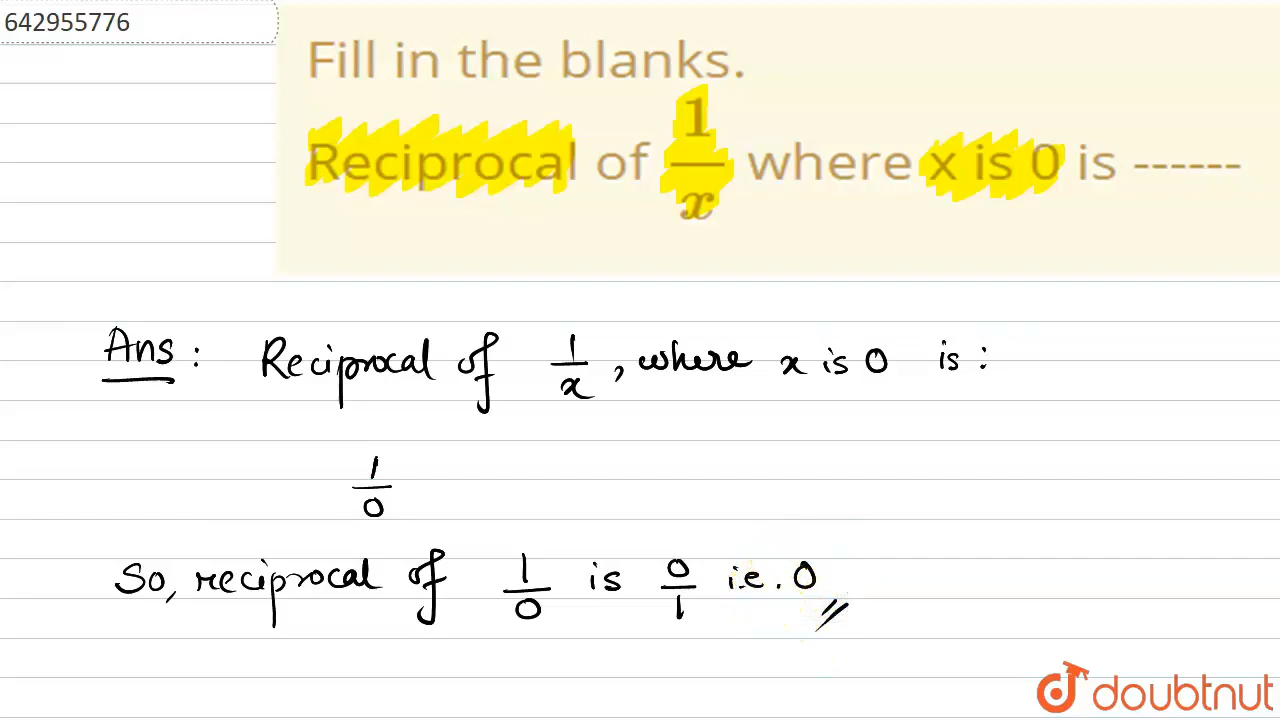 642955776
Fill in the blanks.
Reciprocal of 1/x where x is 0 is ------
Ans : Reciprocal of 1/x , where x is 0 is :
1/0
So, reciprocal of 1/0 is 0/1 i.e. 0
doubtnut